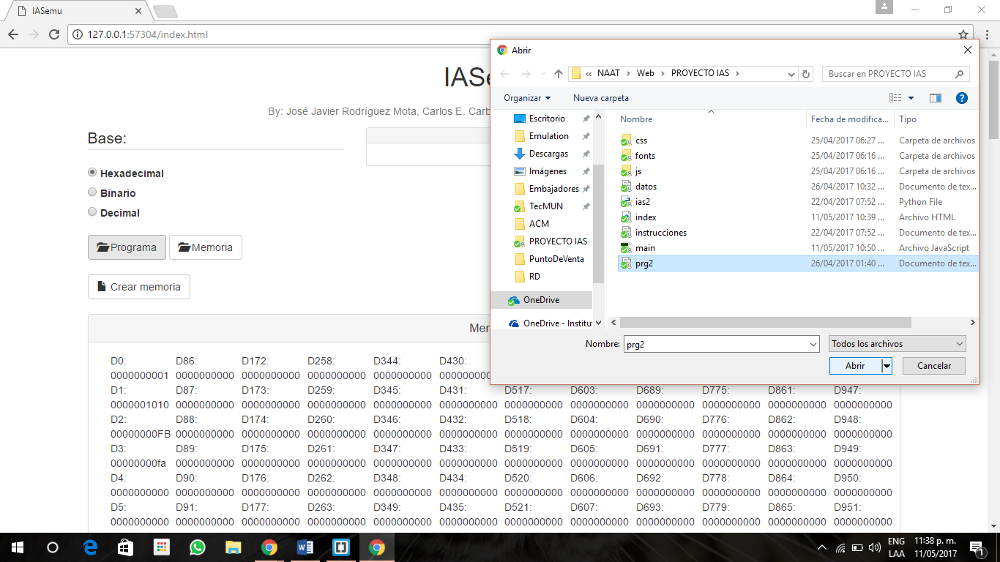 IASemu
127.0.0.1:57304/index.html
IASe
By: José Javier Rodríguez Mota, Carlos E. Carb
Base:
Hexadecimal
Binario
Decimal
Programa
Memoria
Crear memoria
Abrir
« NAAT › Web › PROYECTO IAS ›
Buscar en PROYECTO IAS
Organizar
Nueva carpeta
Escritorio
Emulation
Descargas
Imágenes
Embajadores
TecMUN
ACM
PROYECTO IAS
PuntoDeVenta
RD
OneDrive
OneDrive - Institu
Nombre Fecha de modifica... Tipo
css 25/04/2017 06:27 ... Carpeta de archivos
fonts 25/04/2017 06:16 ... Carpeta de archivos
js 25/04/2017 06:16 ... Carpeta de archivos
datos 26/04/2017 10:32 ... Documento de tex...
ias2 22/04/2017 07:52 ... Python File
index 11/05/2017 10:39 ... Archivo HTML
instrucciones 22/04/2017 07:52 ... Documento de tex...
main 11/05/2017 10:50 ... Archivo JavaScript
prg2 26/04/2017 01:40 ... Documento de tex...
Nombre: prg2
Todos los archivos
Abrir
Cancelar
Mer
D0: D86: D172: D258: D344: D430:
0000000001 0000000000 0000000000 0000000000 0000000000 0000000000
D1: D87: D173: D259: D345: D431: D517: D603: D689: D775: D861: D947:
0000001010 0000000000 0000000000 0000000000 0000000000 0000000000 0000000000 0000000000 0000000000 0000000000 0000000000 0000000000
D2: D88: D174: D260: D346: D432: D518: D604: D690: D776: D862: D948:
00000000FB 0000000000 0000000000 0000000000 0000000000 0000000000 0000000000 0000000000 0000000000 0000000000 0000000000 0000000000
D3: D89: D175: D261: D347: D433: D519: D605: D691: D777: D863: D949:
00000000fa 0000000000 0000000000 0000000000 0000000000 0000000000 0000000000 0000000000 0000000000 0000000000 0000000000 0000000000
D4: D90: D176: D262: D348: D434: D520: D606: D692: D778: D864: D950:
0000000000 0000000000 0000000000 0000000000 0000000000 0000000000 0000000000 0000000000 0000000000 0000000000 0000000000 0000000000
D5: D91: D177: D263: D349: D435: D521: D607: D693: D779: D865: D951:
0000000000 0000000000 0000000000 0000000000 0000000000 0000000000 0000000000 0000000000 0000000000 0000000000 0000000000 0000000000
ENG 11:38 p. m.
LAA 11/05/2017
1